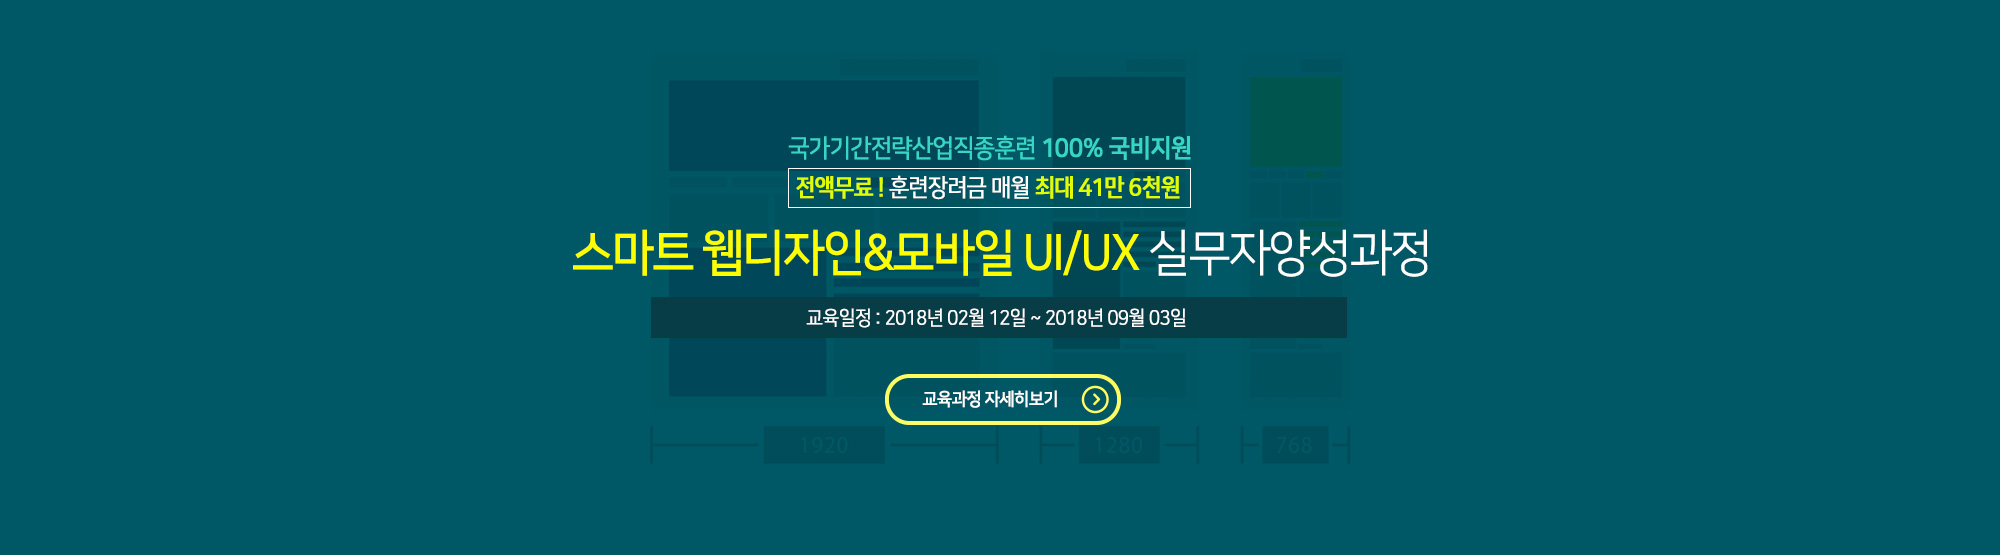 국가기간전략산업직종훈련 100% 국비지원
전액무료 ! 훈련장려금 매월 최대 41만 6천원
스마트 웹디자인&모바일 UI/UX 실무자양성과정
교육일정 : 2018년 02월 12일 ~ 2018년 09월 03일
교육과정 자세히보기
1920 1280 768